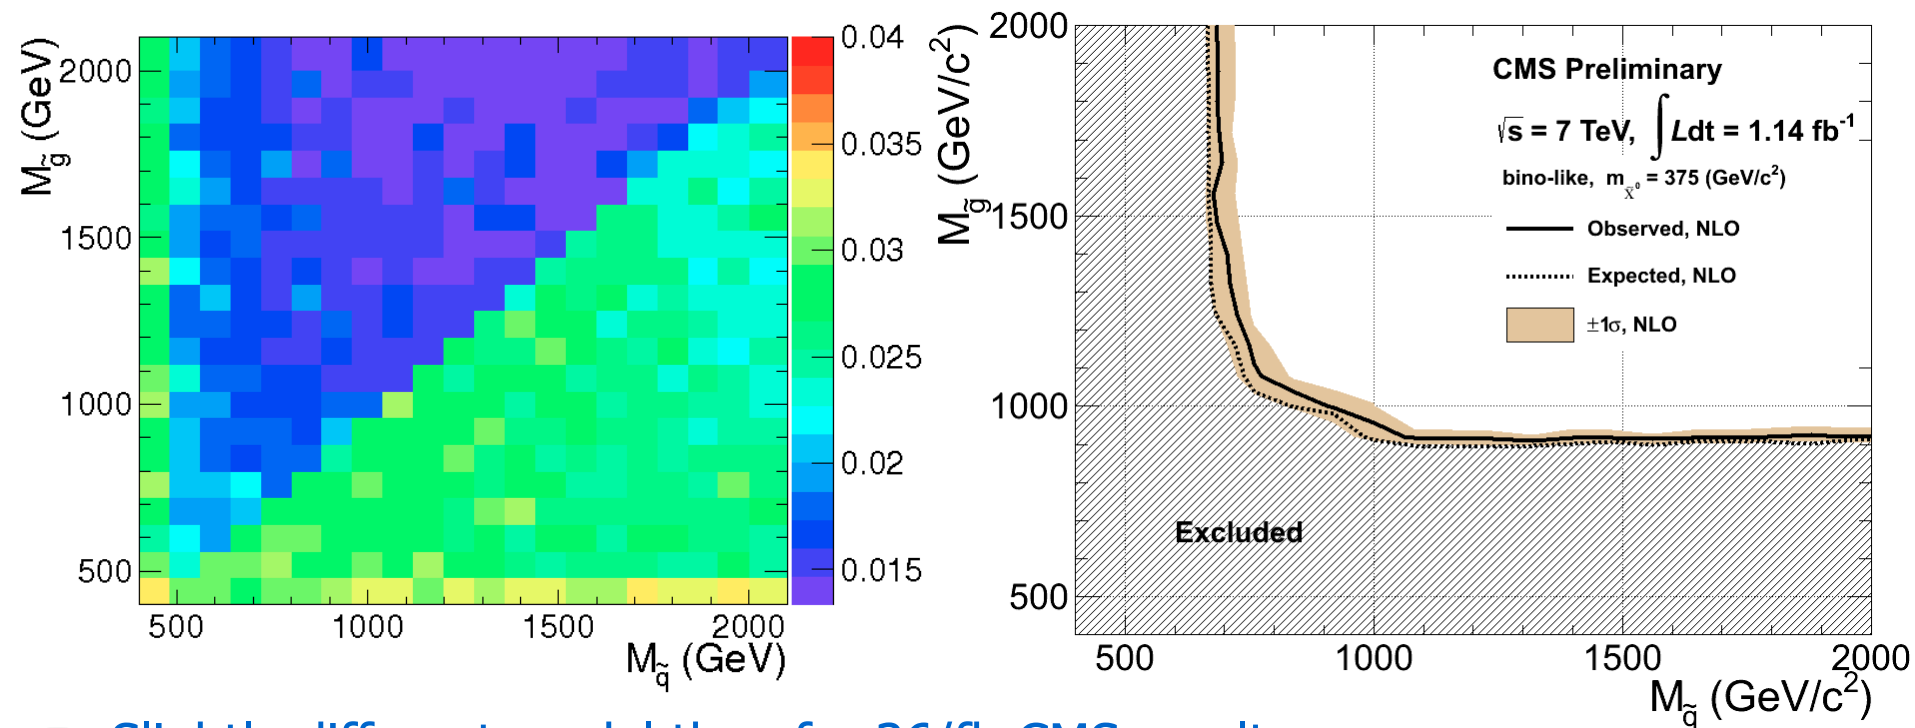 M_g̃ (GeV)
2000
1500
1000
500
500 1000 1500 2000
M_q̃ (GeV)
0.04
0.035
0.03
0.025
0.02
0.015
M_g̃ (GeV/c²)
2000
1500
1000
500
CMS Preliminary
√s = 7 TeV, ∫Ldt = 1.14 fb⁻¹
bino-like, m_χ̃⁰ = 375 (GeV/c²)
Observed, NLO
Expected, NLO
±1σ, NLO
Excluded
500 1000 1500 2000
M_q̃ (GeV/c²)